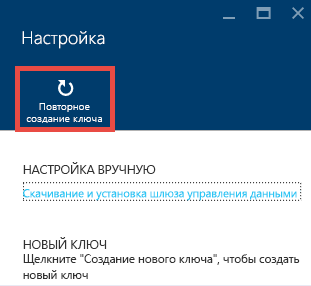 Настройка
Повторное
создание ключа
НАСТРОЙКА ВРУЧНУЮ
Скачивание и установка шлюза управления данными
НОВЫЙ КЛЮЧ
Щелкните "Создание нового ключа", чтобы создать
новый ключ